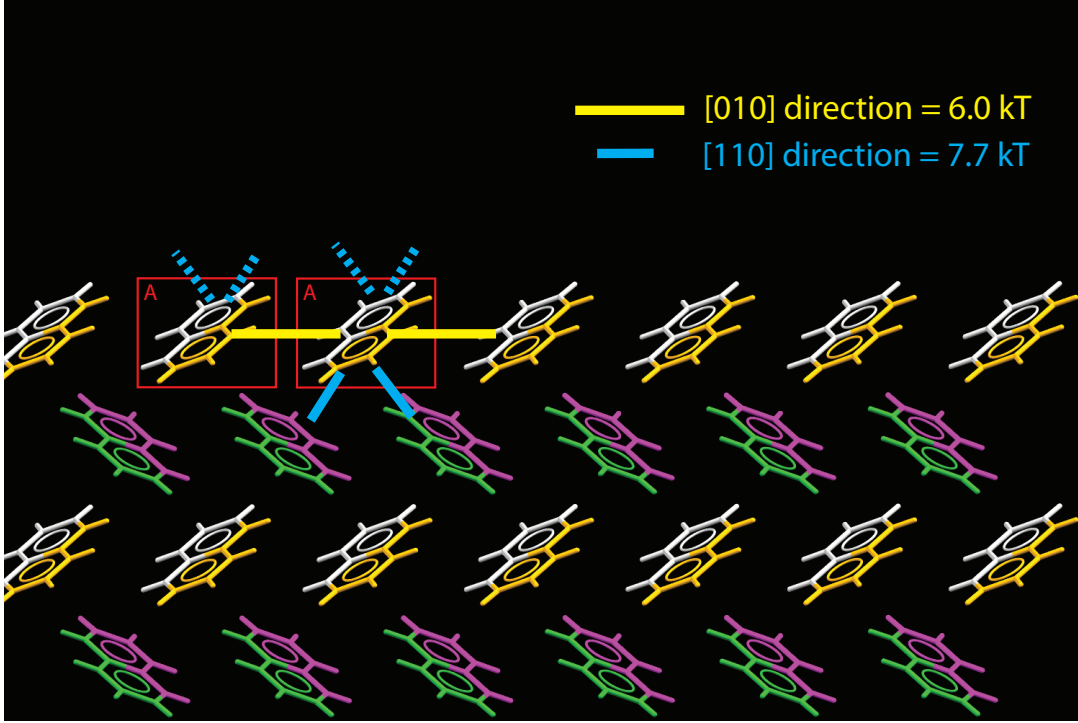 [010] direction = 6.0 kT
[110] direction = 7.7 kT
A
A